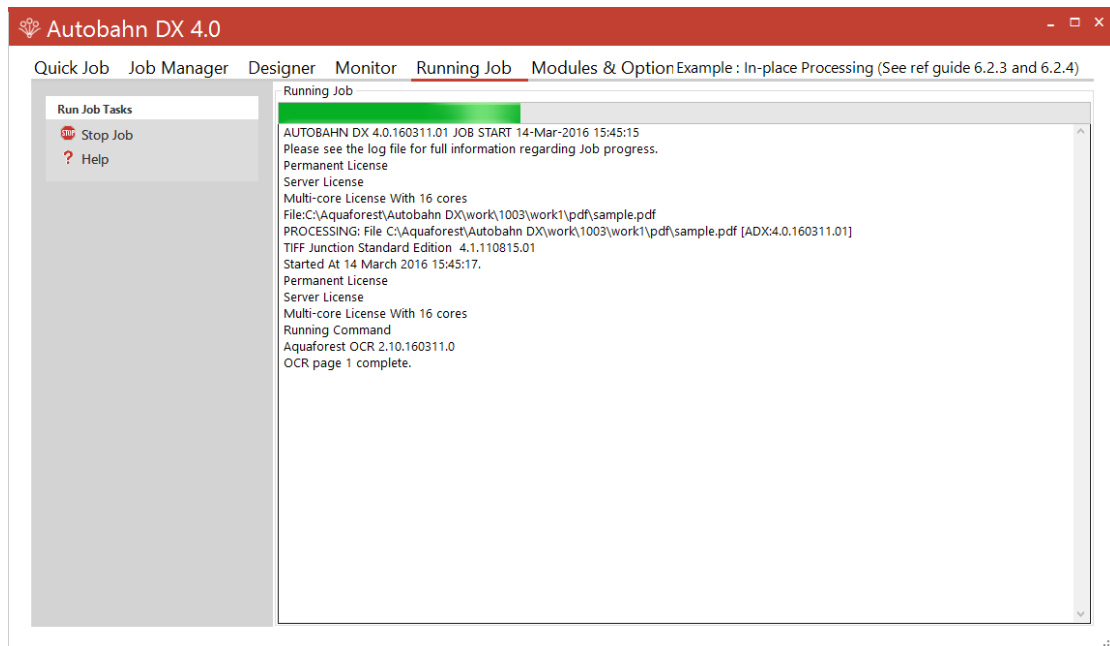 Autobahn DX 4.0
Quick Job Job Manager Designer Monitor Running Job Modules & Option Example : In-place Processing (See ref guide 6.2.3 and 6.2.4)
Run Job Tasks
STOP Stop Job
? Help
Running Job
AUTOBAHN DX 4.0.160311.01 JOB START 14-Mar-2016 15:45:15
Please see the log file for full information regarding Job progress.
Permanent License
Server License
Multi-core License With 16 cores
File:C:\Aquaforest\Autobahn DX\work\1003\work1\pdf\sample.pdf
PROCESSING: File C:\Aquaforest\Autobahn DX\work\1003\work1\pdf\sample.pdf [ADX:4.0.160311.01]
TIFF Junction Standard Edition 4.1.110815.01
Started At 14 March 2016 15:45:17.
Permanent License
Server License
Multi-core License With 16 cores
Running Command
Aquaforest OCR 2.10.160311.0
OCR page 1 complete.